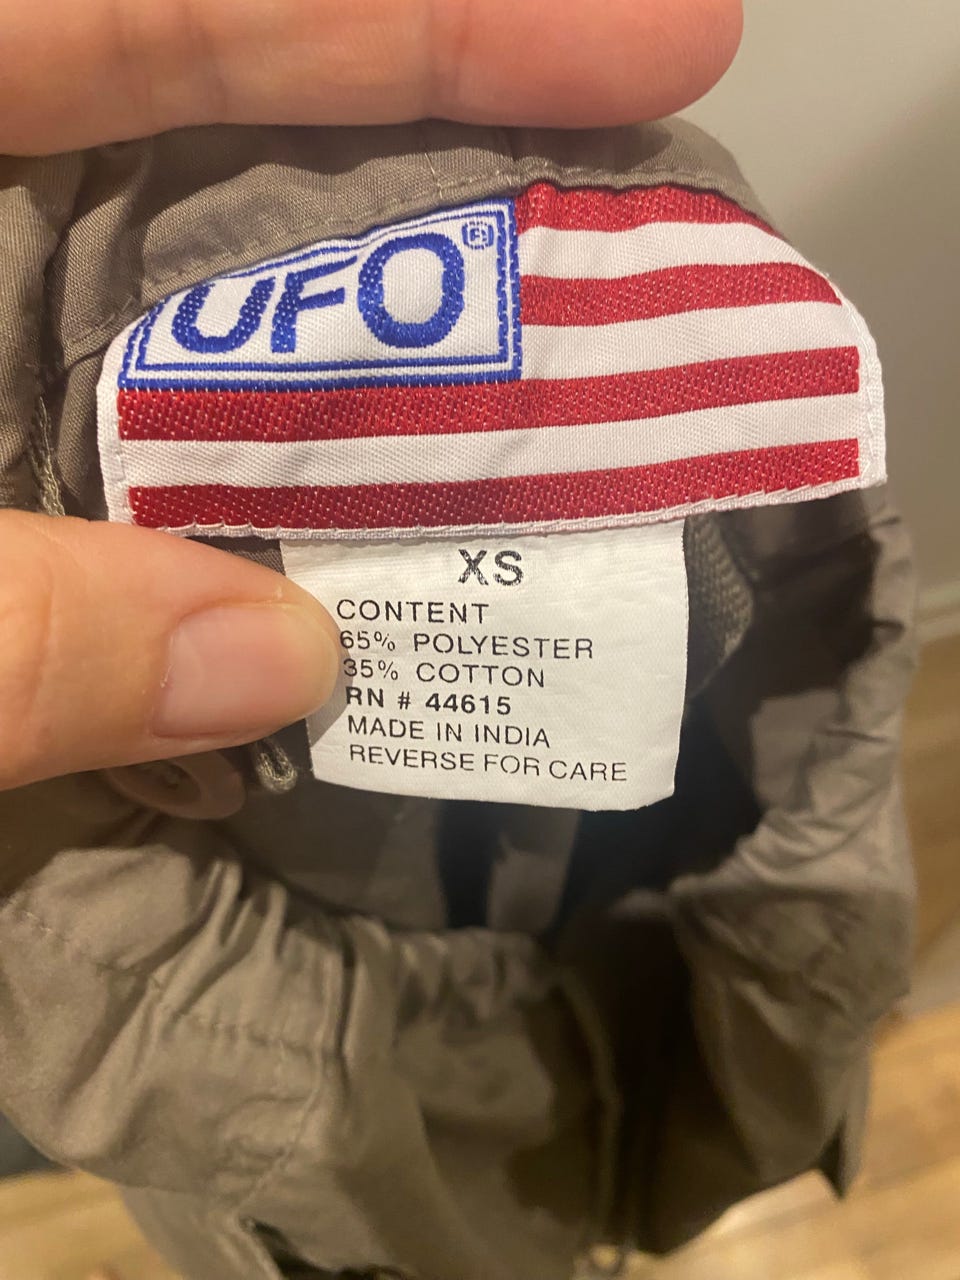 UFO®
XS
CONTENT
65% POLYESTER
35% COTTON
RN # 44615
MADE IN INDIA
REVERSE FOR CARE